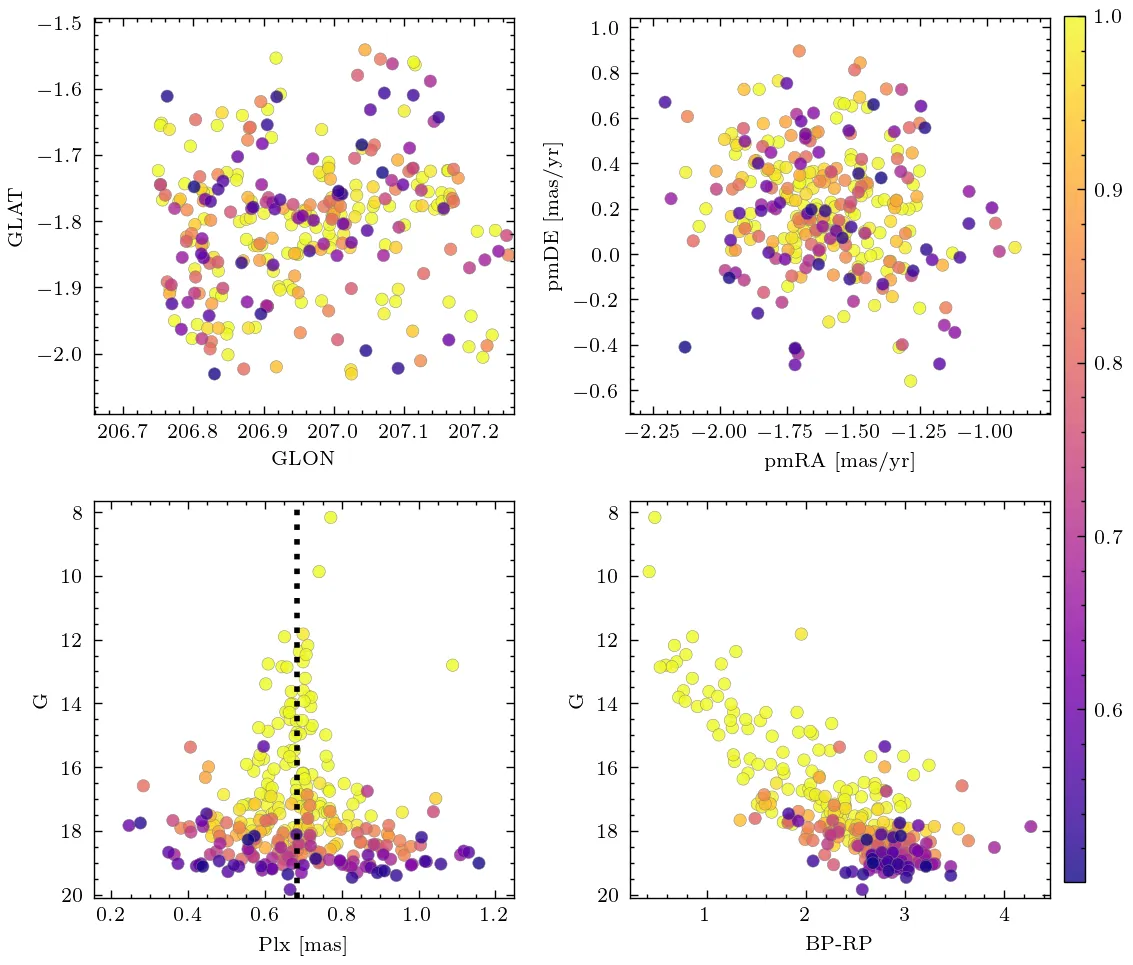 −1.5
−1.6
−1.7
−1.8
−1.9
−2.0
GLAT
206.7 206.8 206.9 207.0 207.1 207.2
GLON
1.0
0.8
0.6
0.4
0.2
0.0
−0.2
−0.4
−0.6
pmDE [mas/yr]
−2.25 −2.00 −1.75 −1.50 −1.25 −1.00
pmRA [mas/yr]
8
10
12
14
16
18
20
G
0.2 0.4 0.6 0.8 1.0 1.2
Plx [mas]
8
10
12
14
16
18
20
G
1 2 3 4
BP-RP
1.0
0.9
0.8
0.7
0.6